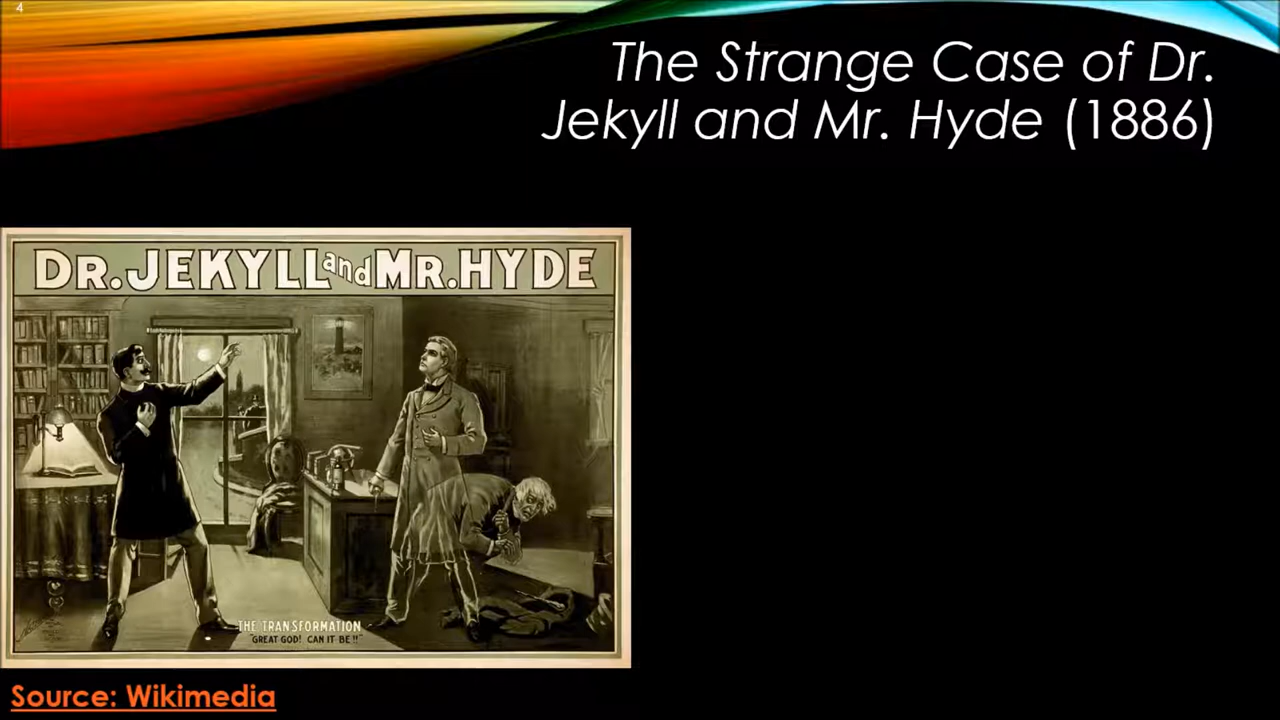 4
The Strange Case of Dr.
Jekyll and Mr. Hyde (1886)
DR. JEKYLL and MR. HYDE
THE TRANSFORMATION
"GREAT GOD! CAN IT BE!!"
Source: Wikimedia